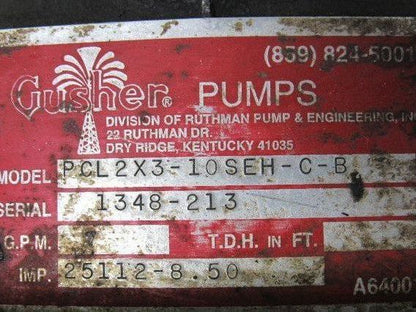 (859) 824-5001
Gusher® PUMPS
DIVISION OF RUTHMAN PUMP & ENGINEERING, IN
22 RUTHMAN DR.
DRY RIDGE, KENTUCKY 41035
MODEL PCL2X3-10SEH-C-B
SERIAL 1348-213
G.P.M. T.D.H. IN FT.
IMP. 25112-8.50
A6400